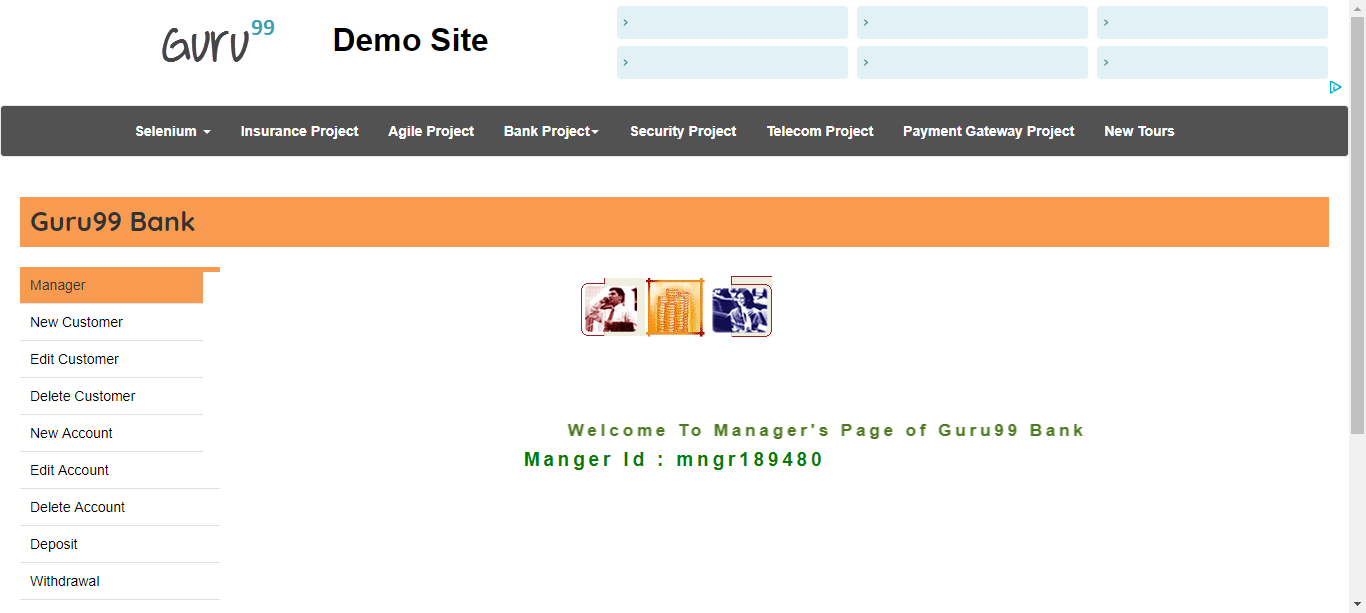 Guru99
Demo Site
Selenium
Insurance Project
Agile Project
Bank Project
Security Project
Telecom Project
Payment Gateway Project
New Tours
Guru99 Bank
Manager
New Customer
Edit Customer
Delete Customer
New Account
Edit Account
Delete Account
Deposit
Withdrawal
Welcome To Manager's Page of Guru99 Bank
Manger Id : mngr189480